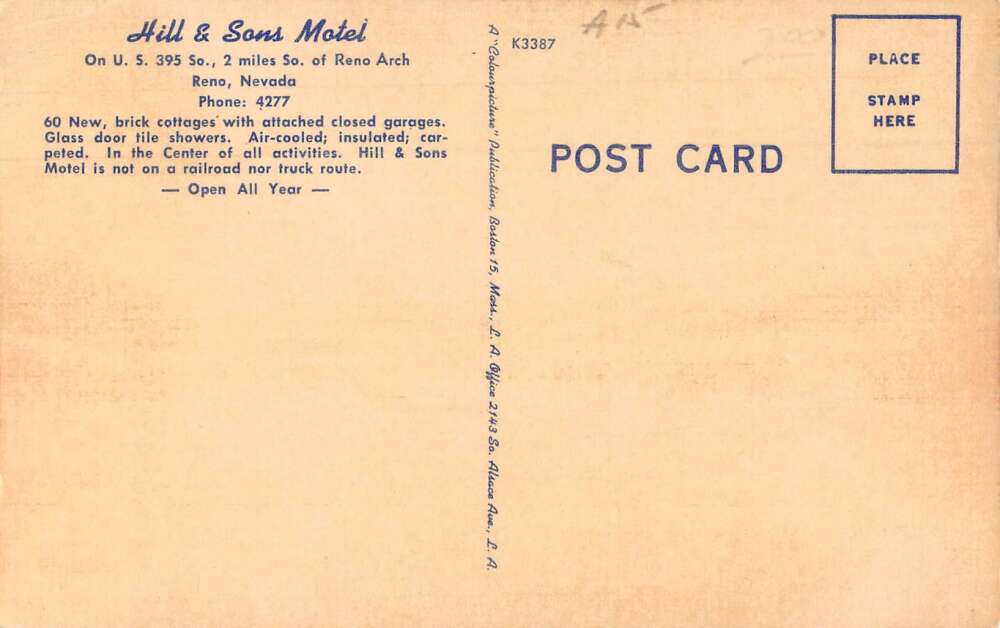 Hill & Sons Motel
On U. S. 395 So., 2 miles So. of Reno Arch
Reno, Nevada
Phone: 4277
60 New, brick cottages with attached closed garages.
Glass door tile showers. Air-cooled; insulated; car-
peted. In the Center of all activities. Hill & Sons
Motel is not on a railroad nor truck route.
— Open All Year —
A "Colourpicture" Publication, Boston 15, Mass., L. A. Office 2143 So. Alsace Ave., L. A.
K3387
POST CARD
PLACE
STAMP
HERE